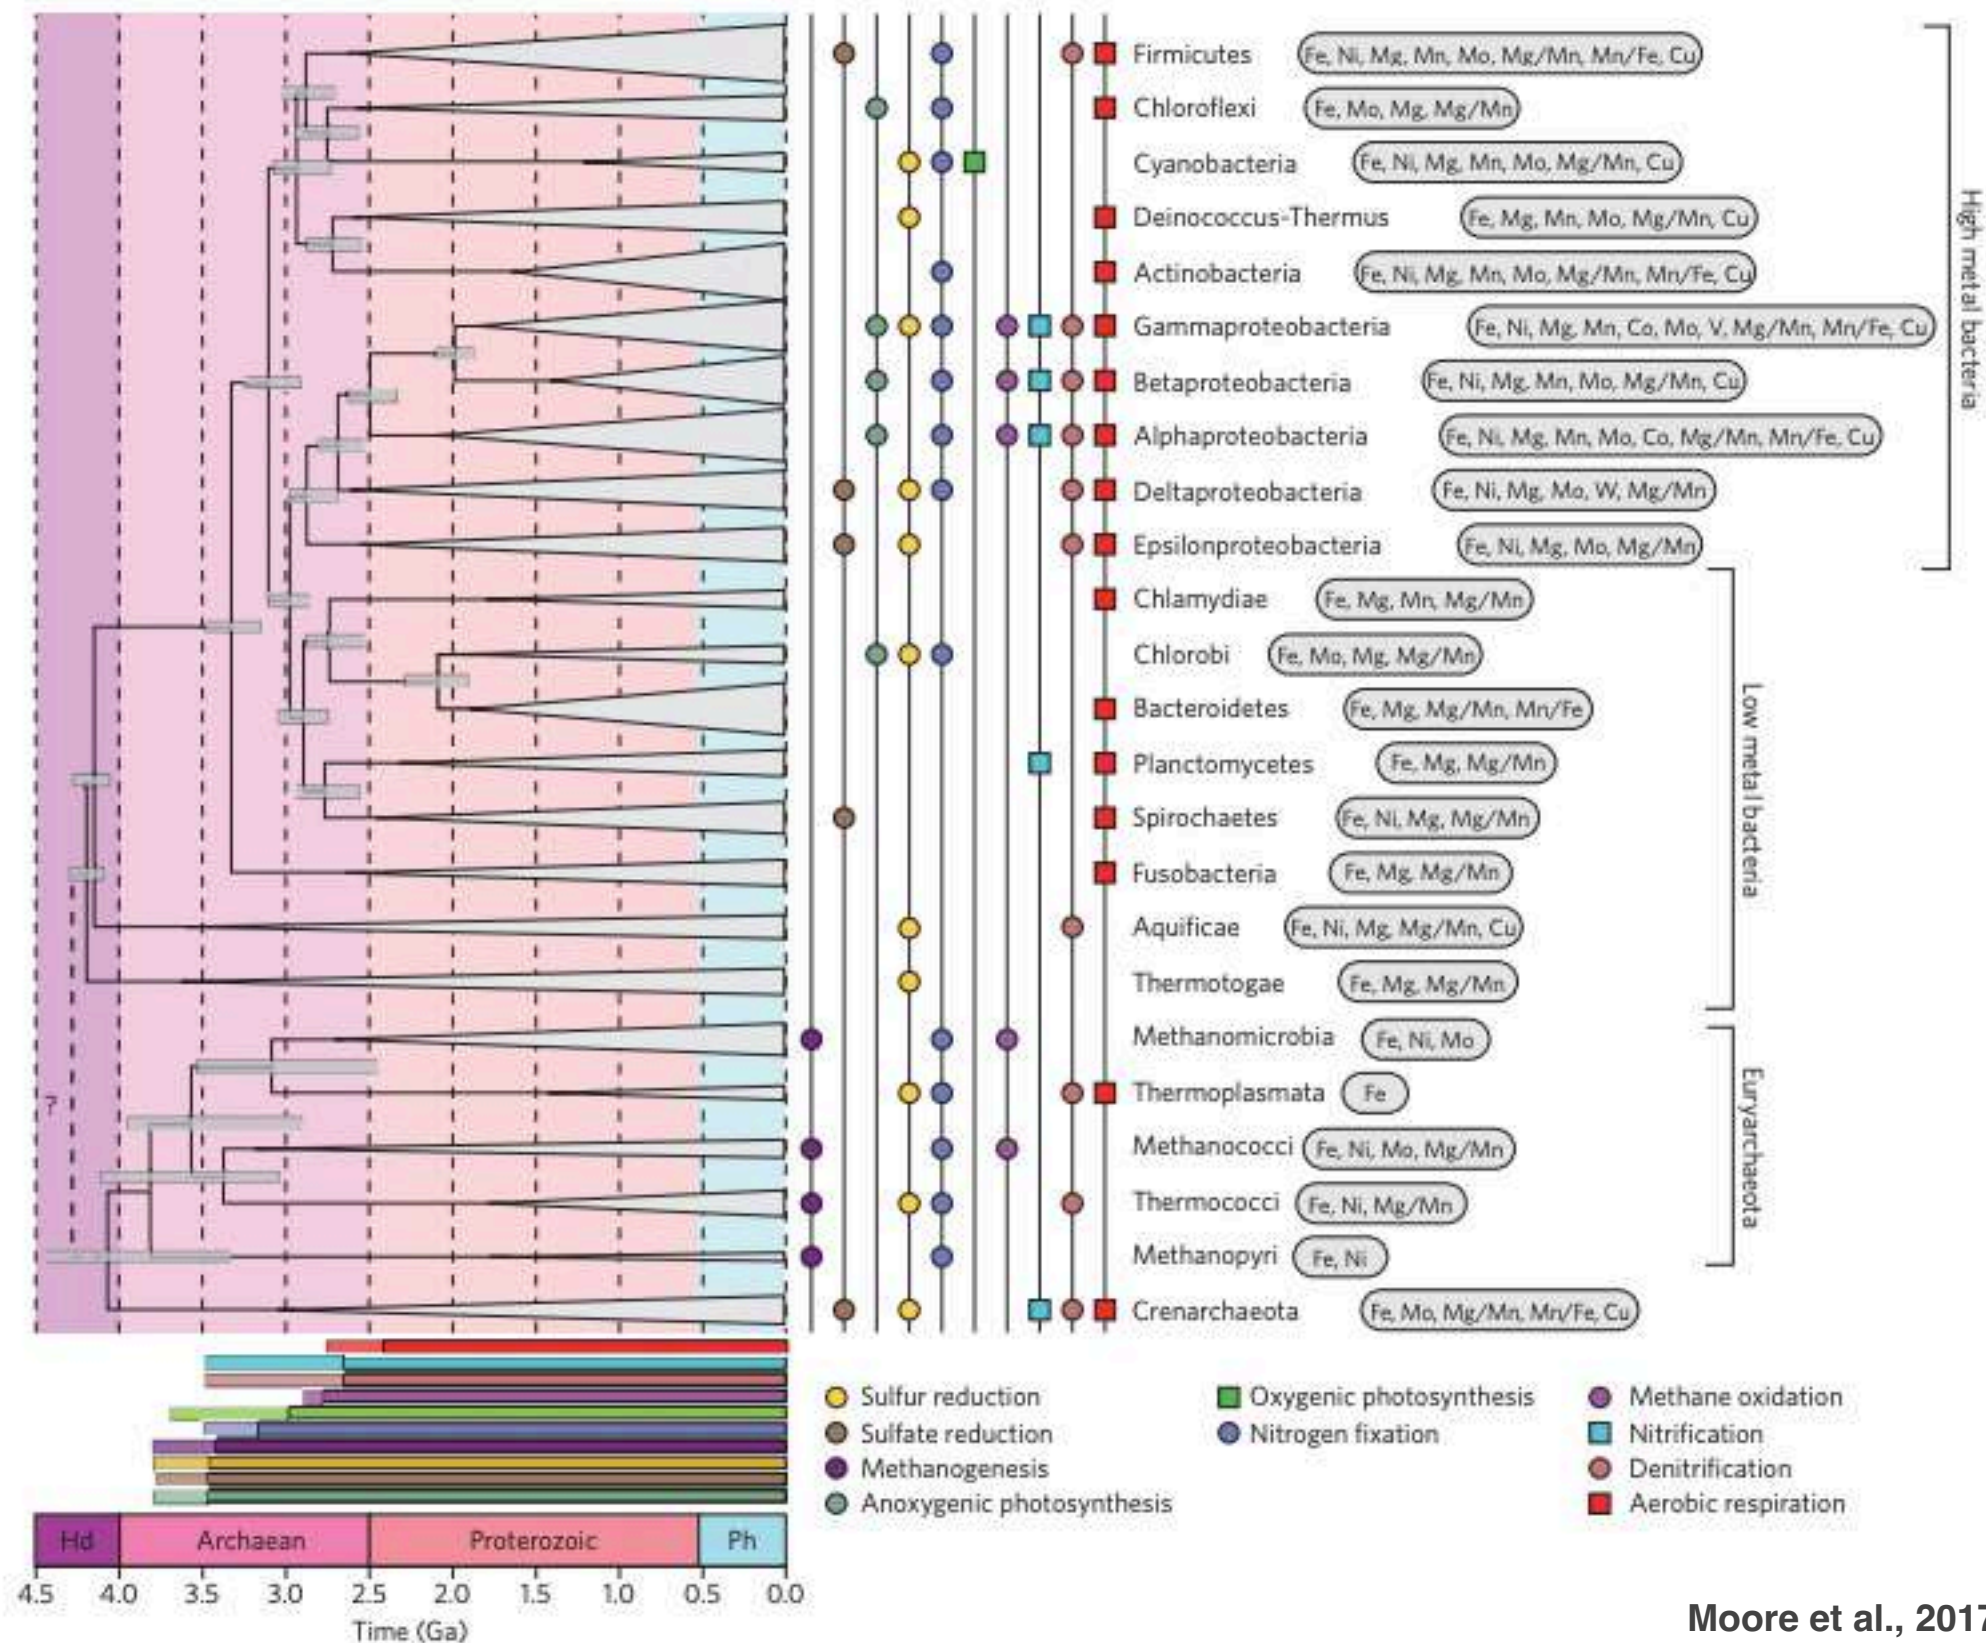 Firmicutes Fe, Ni, Mg, Mn, Mo, Mg/Mn, Mn/Fe, Cu
Chloroflexi Fe, Mo, Mg, Mg/Mn
Cyanobacteria Fe, Ni, Mg, Mn, Mo, Mg/Mn, Cu
Deinococcus-Thermus Fe, Mg, Mn, Mo, Mg/Mn, Cu
Actinobacteria Fe, Ni, Mg, Mn, Mo, Mg/Mn, Mn/Fe, Cu
Gammaproteobacteria Fe, Ni, Mg, Mn, Co, Mo, V, Mg/Mn, Mn/Fe, Cu
Betaproteobacteria Fe, Ni, Mg, Mn, Mo, Mg/Mn, Cu
Alphaproteobacteria Fe, Ni, Mg, Mn, Mo, Co, Mg/Mn, Mn/Fe, Cu
Deltaproteobacteria Fe, Ni, Mg, Mo, W, Mg/Mn
Epsilonproteobacteria Fe, Ni, Mg, Mo, Mg/Mn
High metal bacteria
Chlamydiae Fe, Mg, Mn, Mg/Mn
Chlorobi Fe, Mo, Mg, Mg/Mn
Bacteroidetes Fe, Mg, Mg/Mn, Mn/Fe
Planctomycetes Fe, Mg, Mg/Mn
Spirochaetes Fe, Ni, Mg, Mg/Mn
Fusobacteria Fe, Mg, Mg/Mn
Aquificae Fe, Ni, Mg, Mg/Mn, Cu
Thermotogae Fe, Mg, Mg/Mn
Low metal bacteria
Methanomicrobia Fe, Ni, Mo
?
Thermoplasmata Fe
Methanococci Fe, Ni, Mo, Mg/Mn
Thermococci Fe, Ni, Mg/Mn
Methanopyri Fe, Ni
Euryarchaeota
Crenarchaeota Fe, Mo, Mg/Mn, Mn/Fe, Cu
Sulfur reduction
Sulfate reduction
Methanogenesis
Anoxygenic photosynthesis
Oxygenic photosynthesis
Nitrogen fixation
Methane oxidation
Nitrification
Denitrification
Aerobic respiration
Hd Archaean Proterozoic Ph
4.5 4.0 3.5 3.0 2.5 2.0 1.5 1.0 0.5 0.0
Time (Ga)
Moore et al., 2017